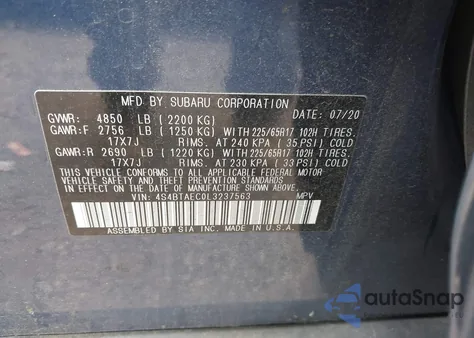 MFD BY SUBARU CORPORATION
DATE: 07/20
GVWR: 4850 LB (2200 KG)
GAWR:F 2756 LB (1250 KG) WITH 225/65R17 102H TIRES.
17X7J RIMS. AT 240 KPA ( 35 PSI) COLD
GAWR:R 2690 LB (1220 KG) WITH 225/65R17 102H TIRES.
17X7J RIMS. AT 230 KPA ( 33 PSI) COLD
THIS VEHICLE CONFORMS TO ALL APPLICABLE FEDERAL MOTOR
VEHICLE SAFETY AND THEFT PREVENTION STANDARDS
IN EFFECT ON THE DATE OF MANUFACTURE SHOWN ABOVE.
VIN: 4S4BTAEC0L3237563 MPV
ASSEMBLED BY SIA INC. MADE IN U.S.A.
autoSnap